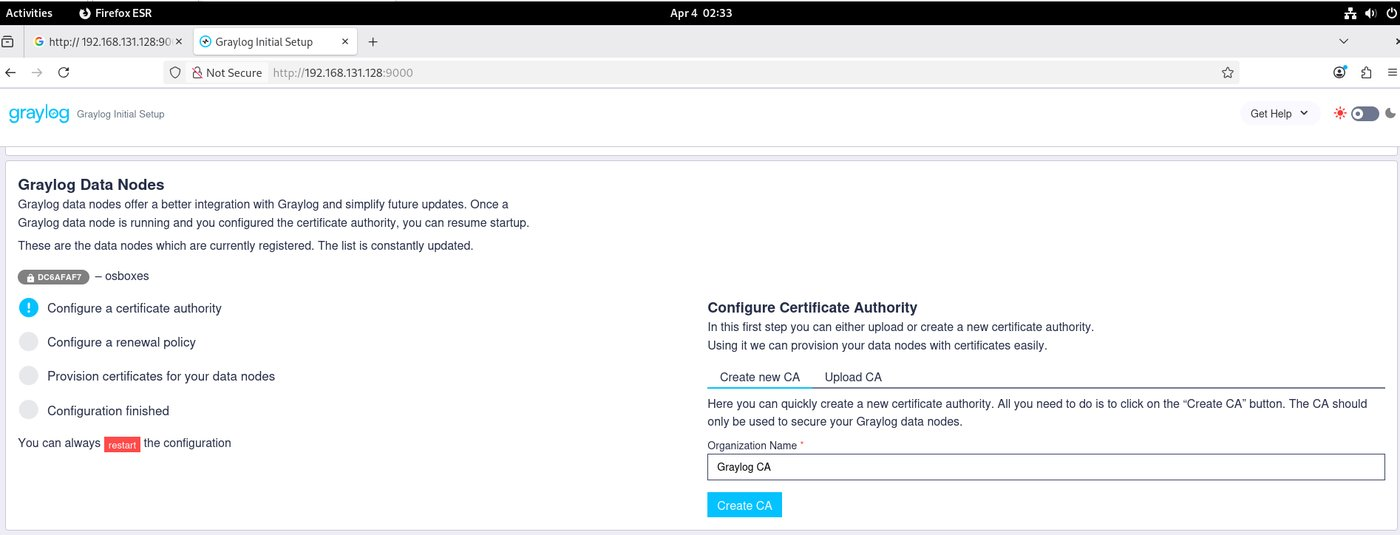 Activities
Firefox ESR
Apr 4 02:33
http:// 192.168.131.128:90
Graylog Initial Setup
Not Secure
http://192.168.131.128:9000
graylog
Graylog Initial Setup
Get Help
Graylog Data Nodes
Graylog data nodes offer a better integration with Graylog and simplify future updates. Once a
Graylog data node is running and you configured the certificate authority, you can resume startup.
These are the data nodes which are currently registered. The list is constantly updated.
DC6AFAF7 – osboxes
Configure a certificate authority
Configure a renewal policy
Provision certificates for your data nodes
Configuration finished
You can always restart the configuration
Configure Certificate Authority
In this first step you can either upload or create a new certificate authority.
Using it we can provision your data nodes with certificates easily.
Create new CA
Upload CA
Here you can quickly create a new certificate authority. All you need to do is to click on the “Create CA” button. The CA should
only be used to secure your Graylog data nodes.
Organization Name *
Graylog CA
Create CA